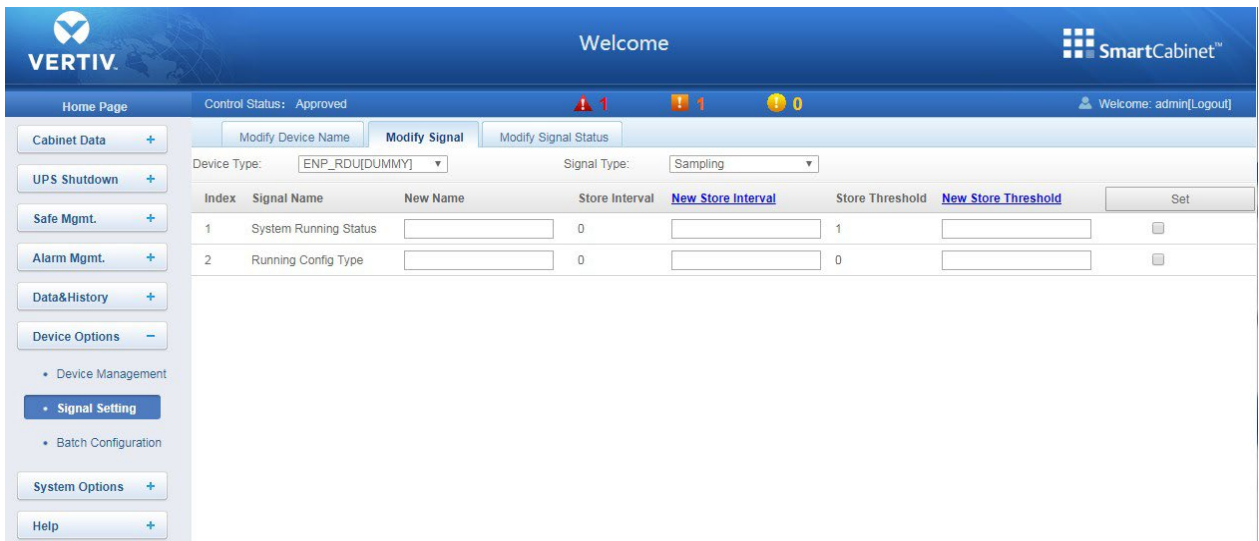 VERTIV.
Welcome
SmartCabinet™
Home Page
Control Status: Approved
1
1
0
Welcome: admin[Logout]
Cabinet Data +
UPS Shutdown +
Safe Mgmt. +
Alarm Mgmt. +
Data&History +
Device Options −
• Device Management
• Signal Setting
• Batch Configuration
System Options +
Help +
Modify Device Name Modify Signal Modify Signal Status
Device Type: ENP_RDU[DUMMY] Signal Type: Sampling
Index Signal Name New Name Store Interval New Store Interval Store Threshold New Store Threshold Set
1 System Running Status 0 1
2 Running Config Type 0 0